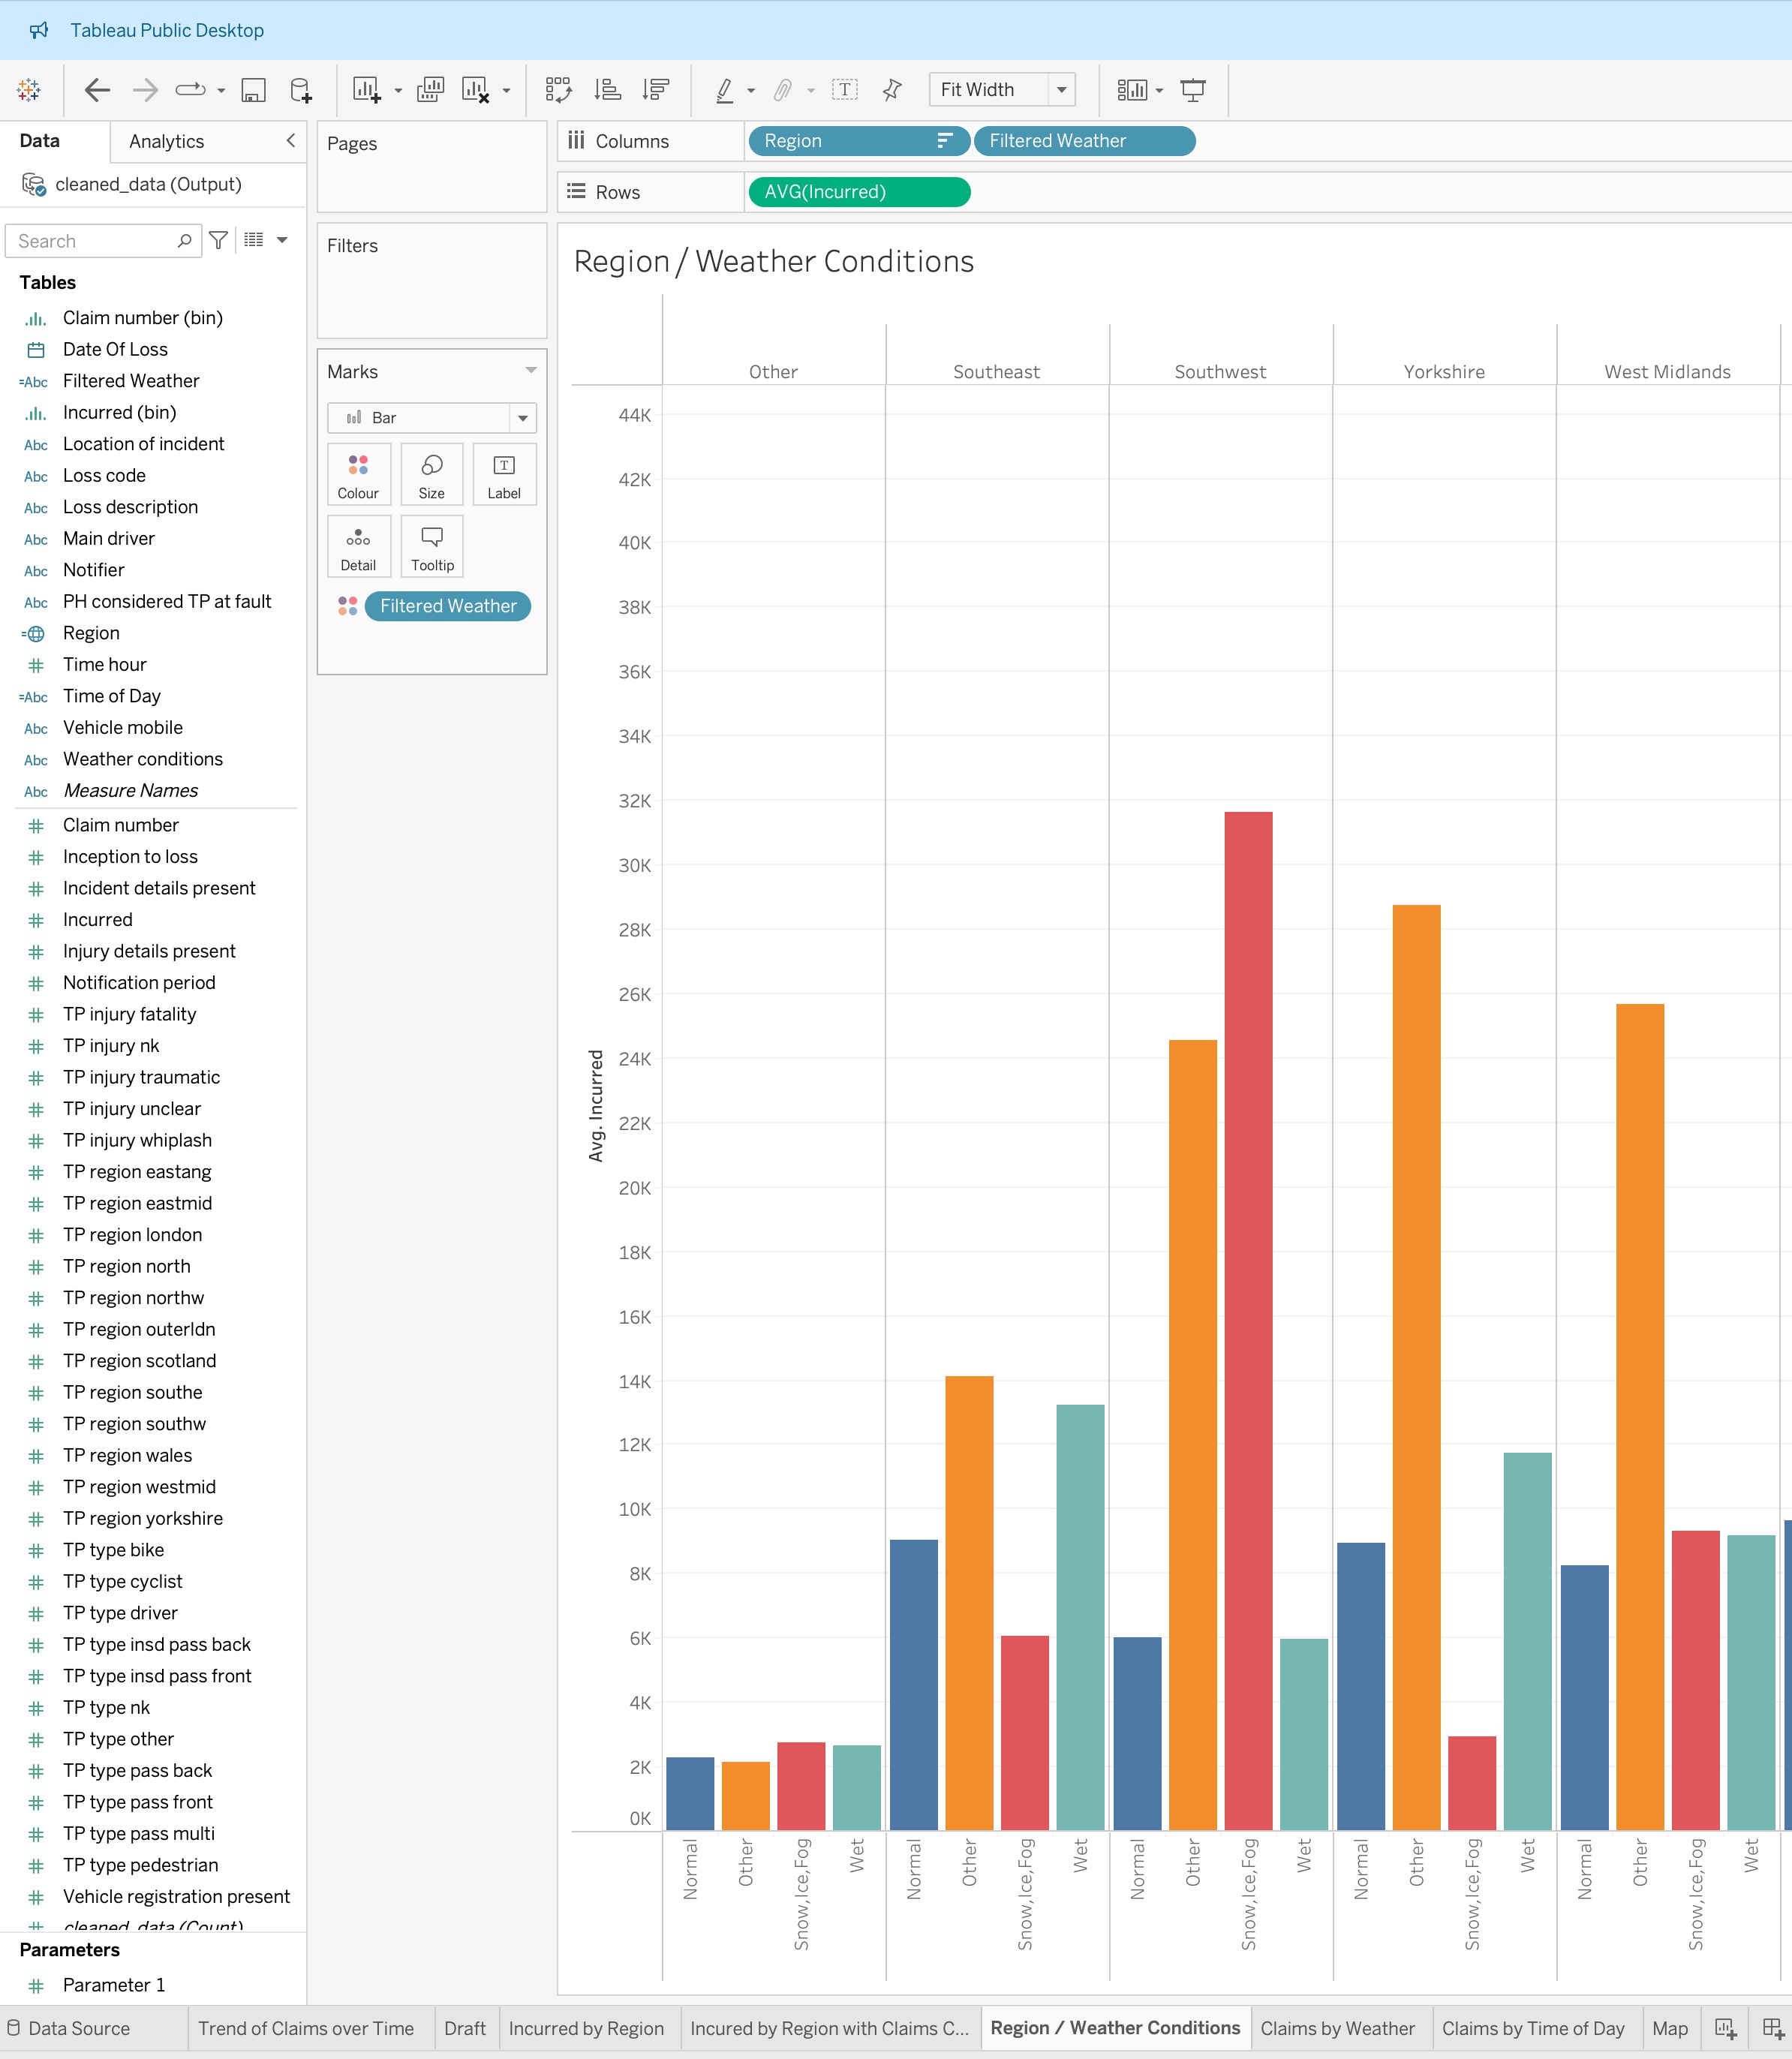 Tableau Public Desktop
Fit Width
Data
Analytics
cleaned_data (Output)
Search
Tables
Claim number (bin)
Date Of Loss
=Abc Filtered Weather
Incurred (bin)
Abc Location of incident
Abc Loss code
Abc Loss description
Abc Main driver
Abc Notifier
Abc PH considered TP at fault
Region
# Time hour
=Abc Time of Day
Abc Vehicle mobile
Abc Weather conditions
Abc Measure Names
# Claim number
# Inception to loss
# Incident details present
# Incurred
# Injury details present
# Notification period
# TP injury fatality
# TP injury nk
# TP injury traumatic
# TP injury unclear
# TP injury whiplash
# TP region eastang
# TP region eastmid
# TP region london
# TP region north
# TP region northw
# TP region outerldn
# TP region scotland
# TP region southe
# TP region southw
# TP region wales
# TP region westmid
# TP region yorkshire
# TP type bike
# TP type cyclist
# TP type driver
# TP type insd pass back
# TP type insd pass front
# TP type nk
# TP type other
# TP type pass back
# TP type pass front
# TP type pass multi
# TP type pedestrian
# Vehicle registration present
# cleaned_data (Count)
Parameters
# Parameter 1
Pages
Filters
Marks
Bar
Colour
Size
Label
Detail
Tooltip
Filtered Weather
Columns
Region
Filtered Weather
Rows
AVG(Incurred)
Region / Weather Conditions
Other
Southeast
Southwest
Yorkshire
West Midlands
Avg. Incurred
44K
42K
40K
38K
36K
34K
32K
30K
28K
26K
24K
22K
20K
18K
16K
14K
12K
10K
8K
6K
4K
2K
0K
Normal
Other
Snow,Ice,Fog
Wet
Normal
Other
Snow,Ice,Fog
Wet
Normal
Other
Snow,Ice,Fog
Wet
Normal
Other
Snow,Ice,Fog
Wet
Normal
Other
Snow,Ice,Fog
Wet
Data Source
Trend of Claims over Time
Draft
Incurred by Region
Incured by Region with Claims C...
Region / Weather Conditions
Claims by Weather
Claims by Time of Day
Map